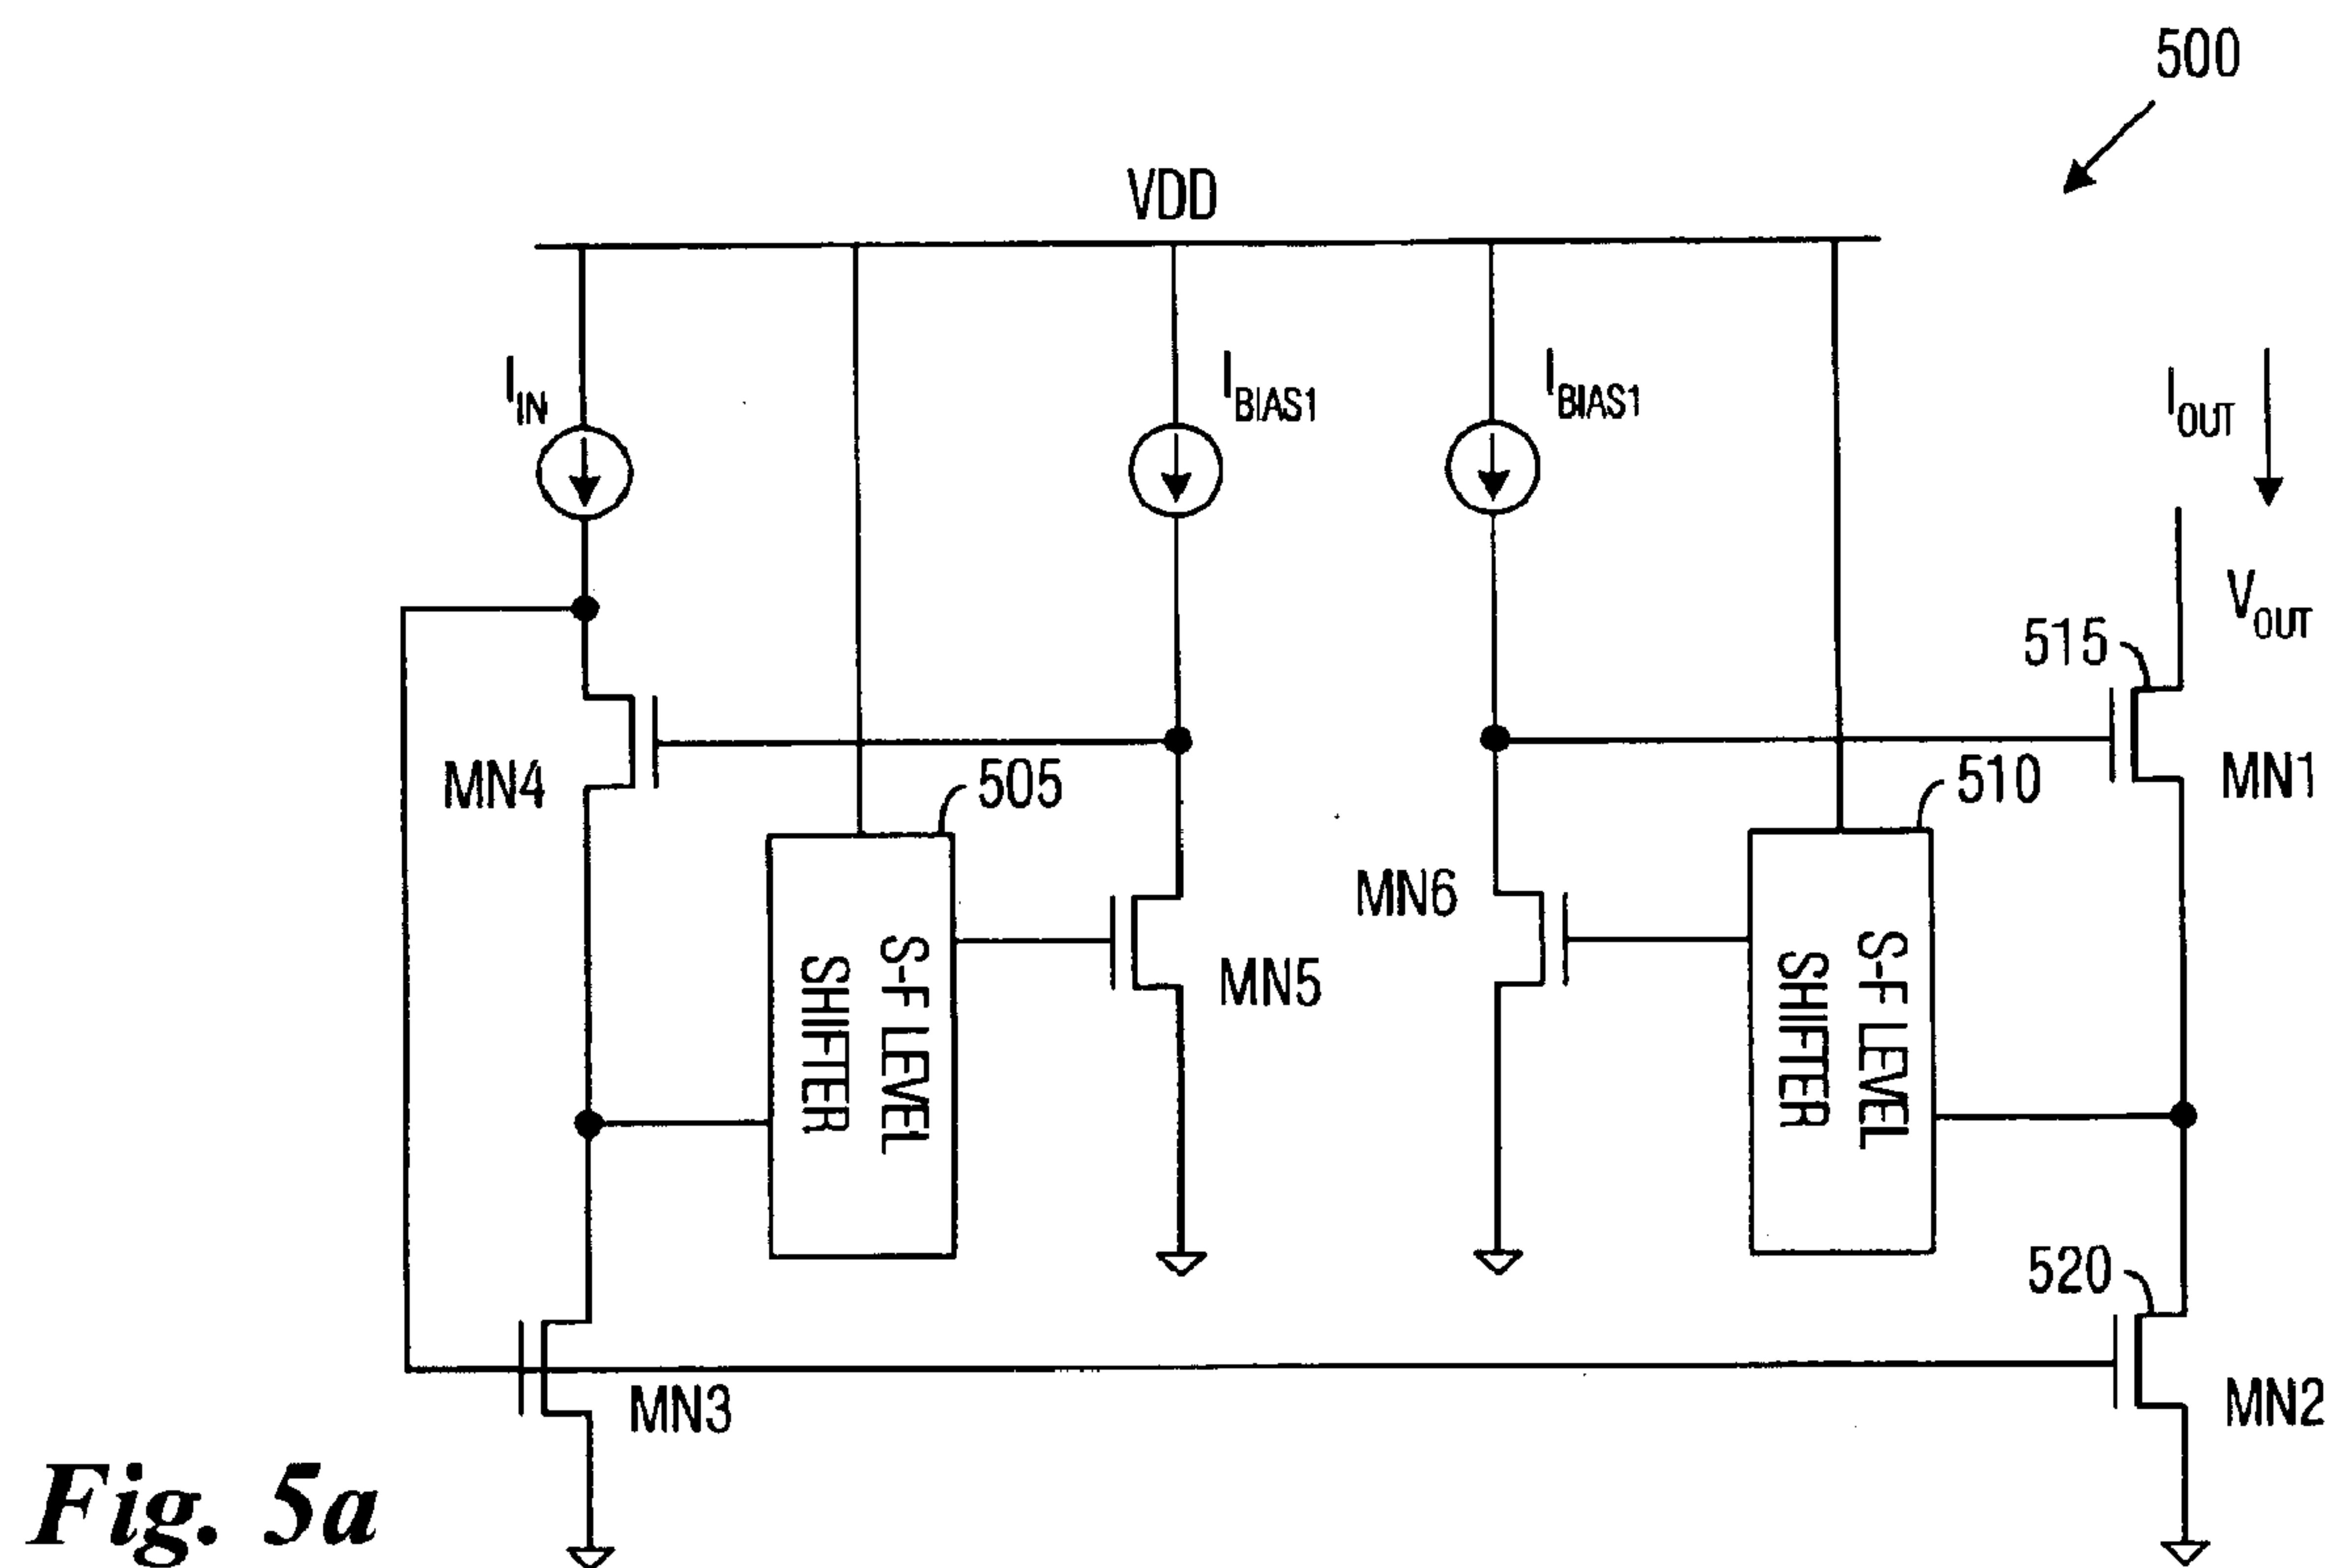 500
VDD
I_IN
I_BIAS1
I_BIAS1
I_OUT
V_OUT
515
MN4
505
510
MN1
MN6
S-F LEVEL
SHIFTER
MN5
S-F LEVEL
SHIFTER
520
MN3
MN2
Fig. 5a